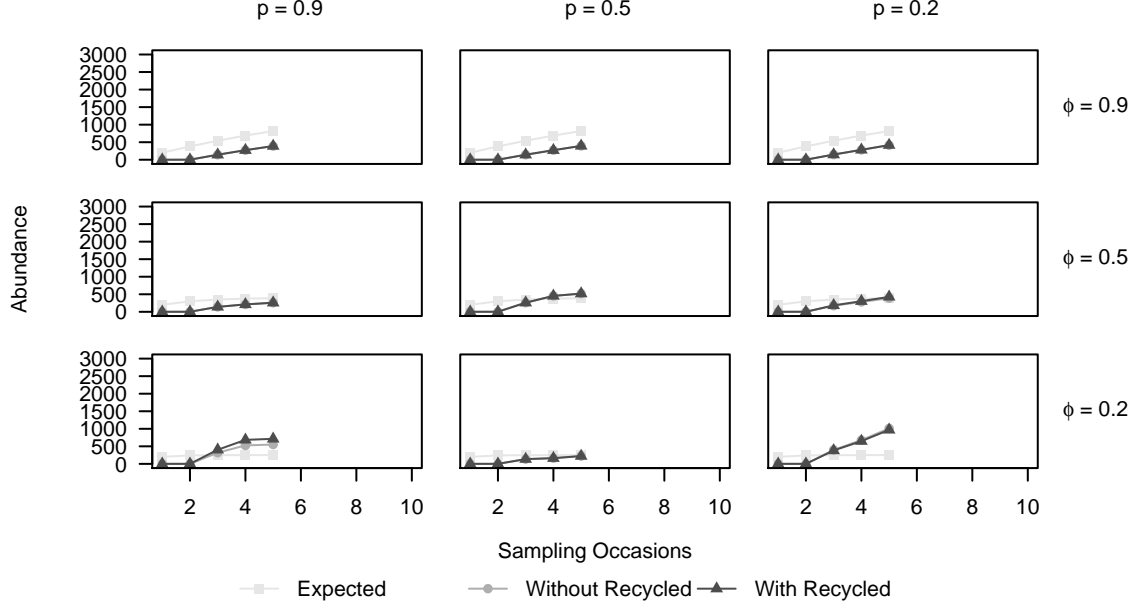 p = 0.9 p = 0.5 p = 0.2
3000
2500
2000
1500
1000
500
0
ϕ = 0.9
3000
2500
2000
1500
1000
500
0
ϕ = 0.5
3000
2500
2000
1500
1000
500
0
ϕ = 0.2
Abundance
2 4 6 8 10 2 4 6 8 10 2 4 6 8 10
Sampling Occasions
Expected Without Recycled With Recycled